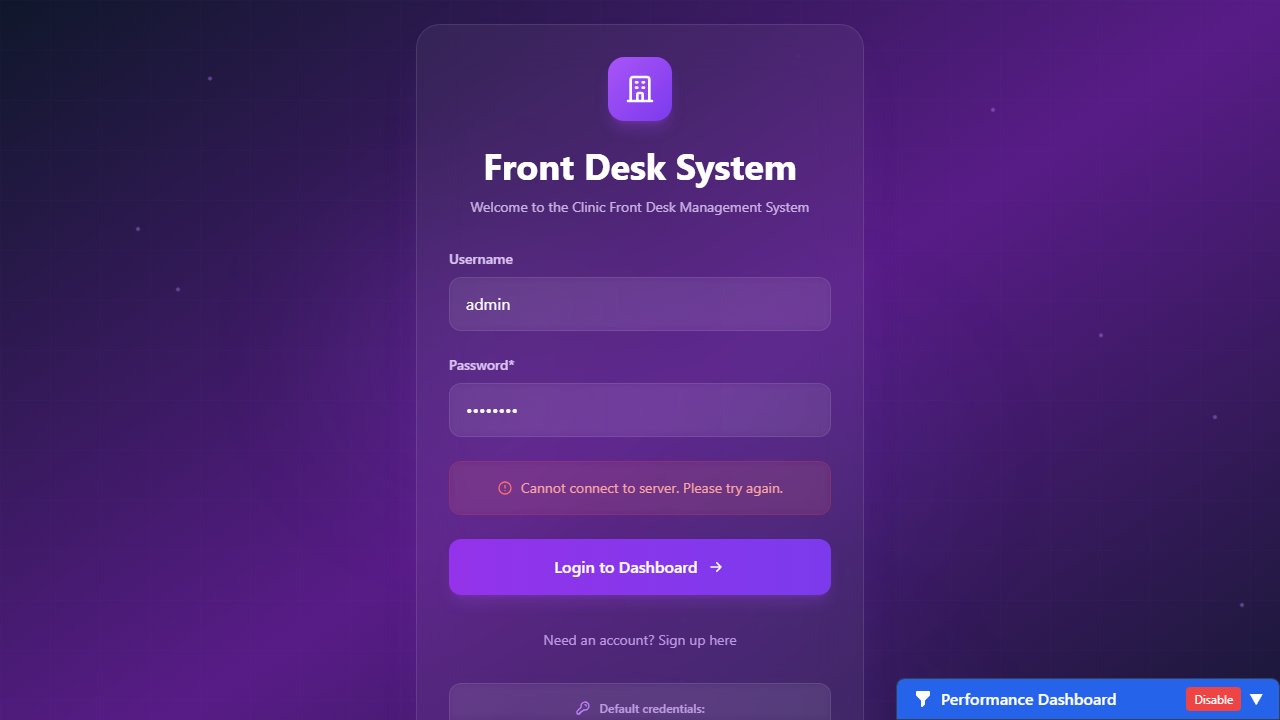 Front Desk System
Welcome to the Clinic Front Desk Management System
Username
admin
Password*
••••••••
Cannot connect to server. Please try again.
Login to Dashboard →
Need an account? Sign up here
Default credentials:
Performance Dashboard
Disable ▼